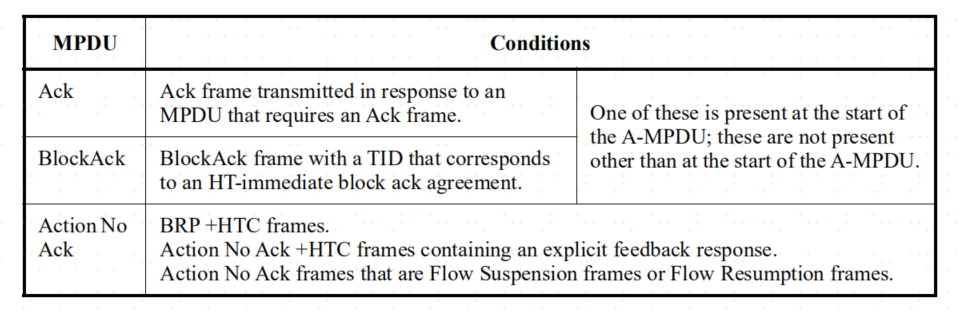 MPDU
Conditions
Ack
Ack frame transmitted in response to an
MPDU that requires an Ack frame.
BlockAck
BlockAck frame with a TID that corresponds
to an HT-immediate block ack agreement.
One of these is present at the start of
the A-MPDU; these are not present
other than at the start of the A-MPDU.
Action No
Ack
BRP +HTC frames.
Action No Ack +HTC frames containing an explicit feedback response.
Action No Ack frames that are Flow Suspension frames or Flow Resumption frames.